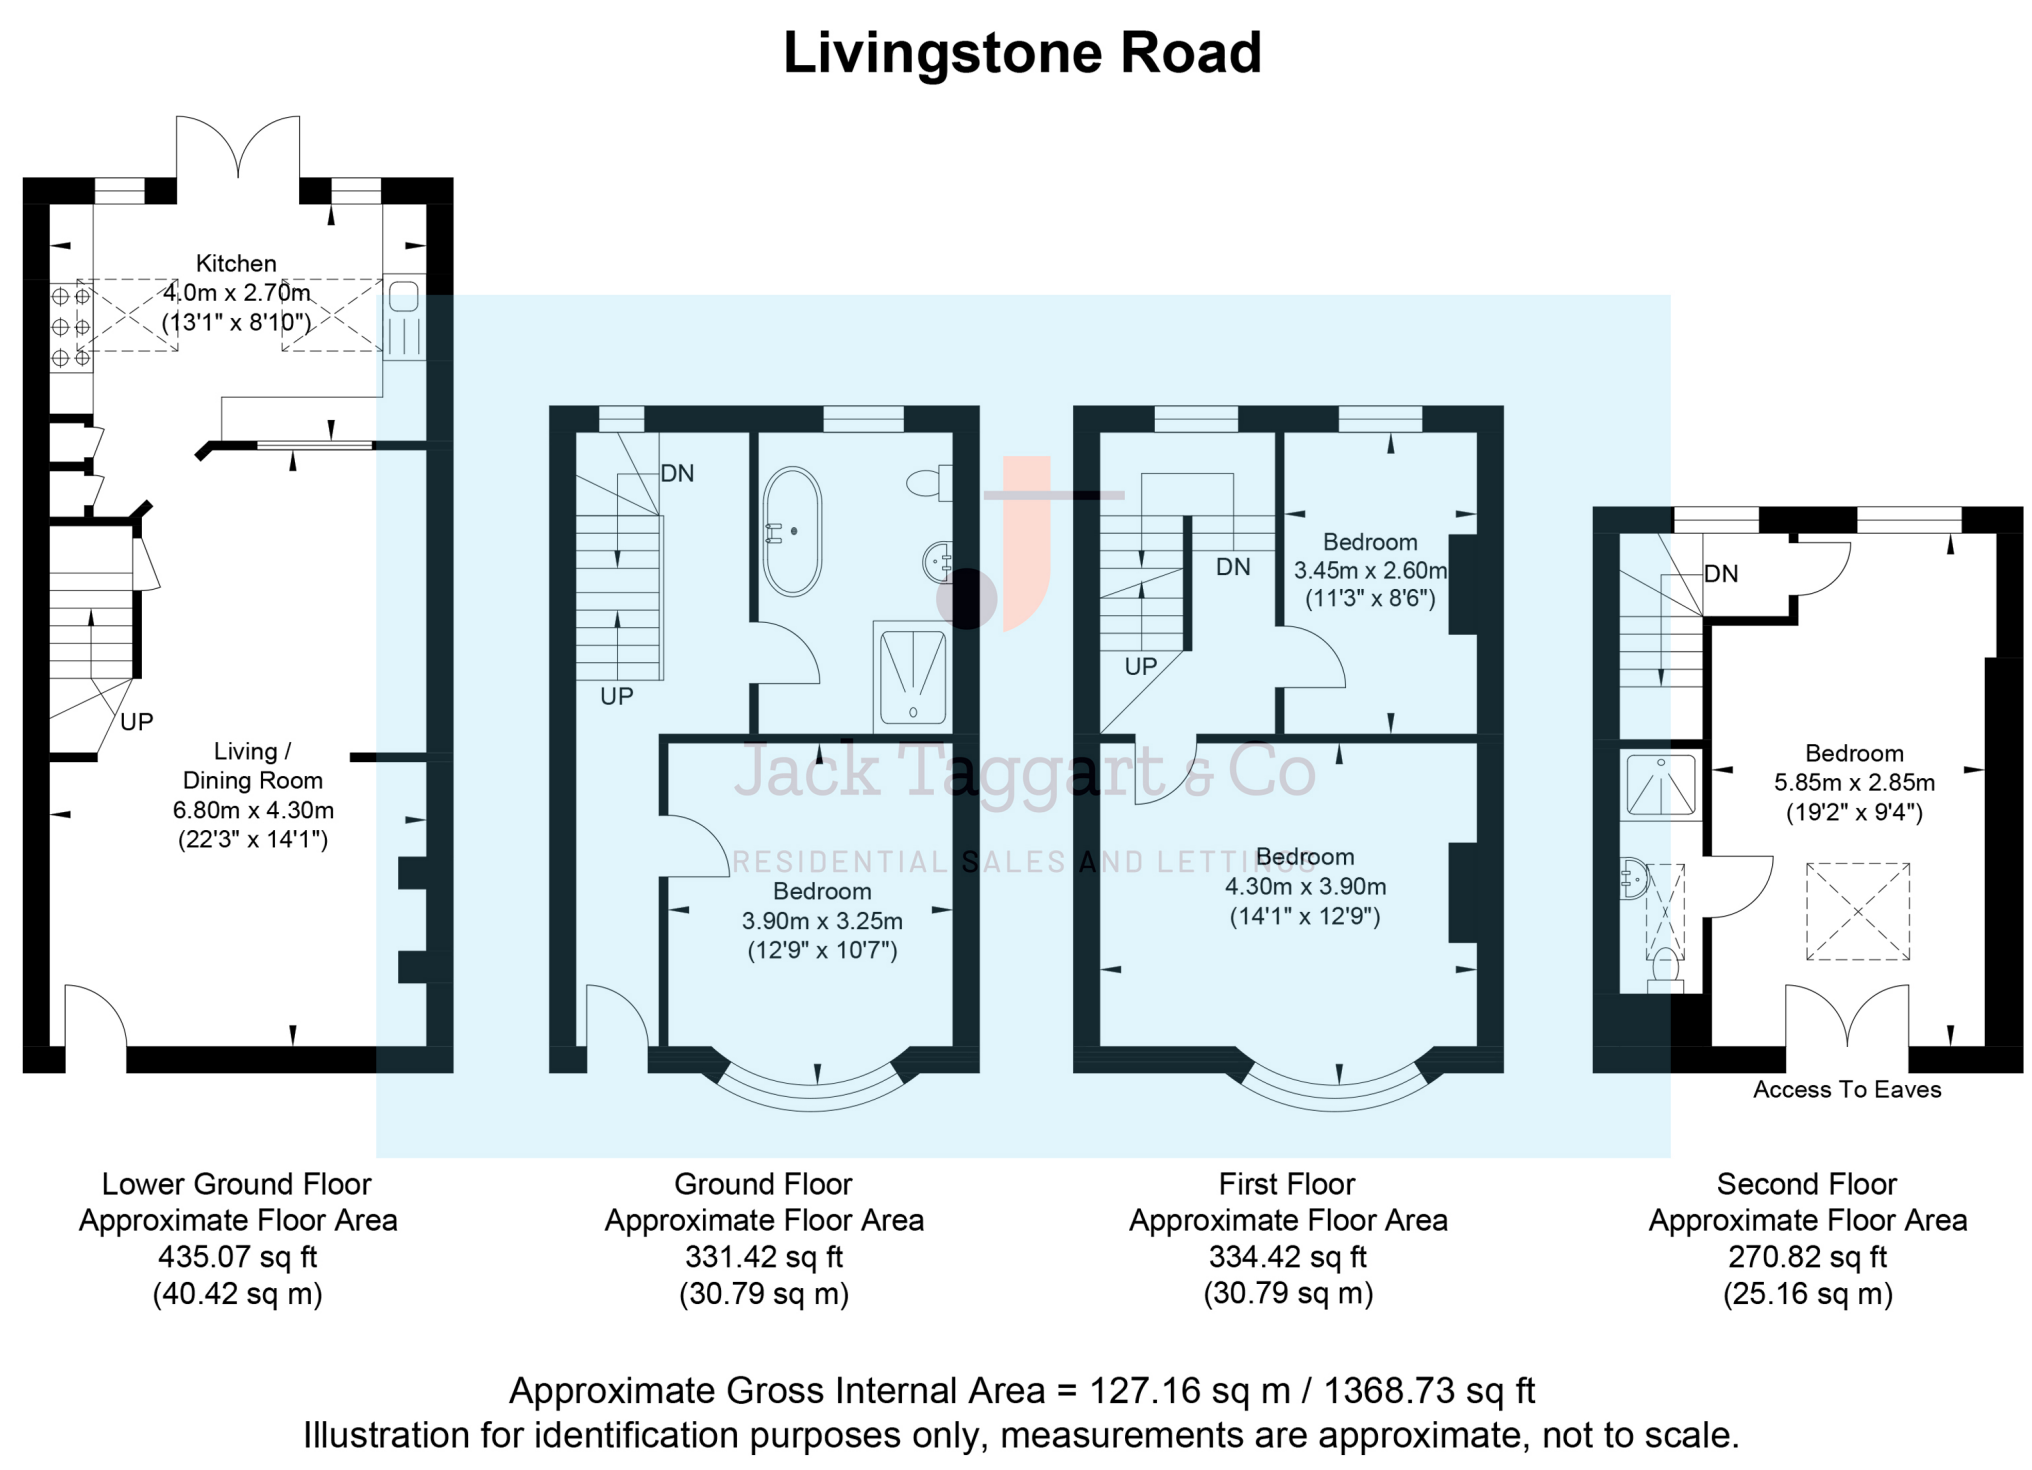 Livingstone Road
Kitchen
4.0m x 2.70m
(13'1" x 8'10")
UP
Living /
Dining Room
6.80m x 4.30m
(22'3" x 14'1")
DN
UP
Bedroom
3.90m x 3.25m
(12'9" x 10'7")
DN
UP
Bedroom
3.45m x 2.60m
(11'3" x 8'6")
Bedroom
4.30m x 3.90m
(14'1" x 12'9")
DN
Bedroom
5.85m x 2.85m
(19'2" x 9'4")
Access To Eaves
Jack Taggart & Co
RESIDENTIAL SALES AND LETTINGS
Lower Ground Floor
Approximate Floor Area
435.07 sq ft
(40.42 sq m)
Ground Floor
Approximate Floor Area
331.42 sq ft
(30.79 sq m)
First Floor
Approximate Floor Area
334.42 sq ft
(30.79 sq m)
Second Floor
Approximate Floor Area
270.82 sq ft
(25.16 sq m)
Approximate Gross Internal Area = 127.16 sq m / 1368.73 sq ft
Illustration for identification purposes only, measurements are approximate, not to scale.